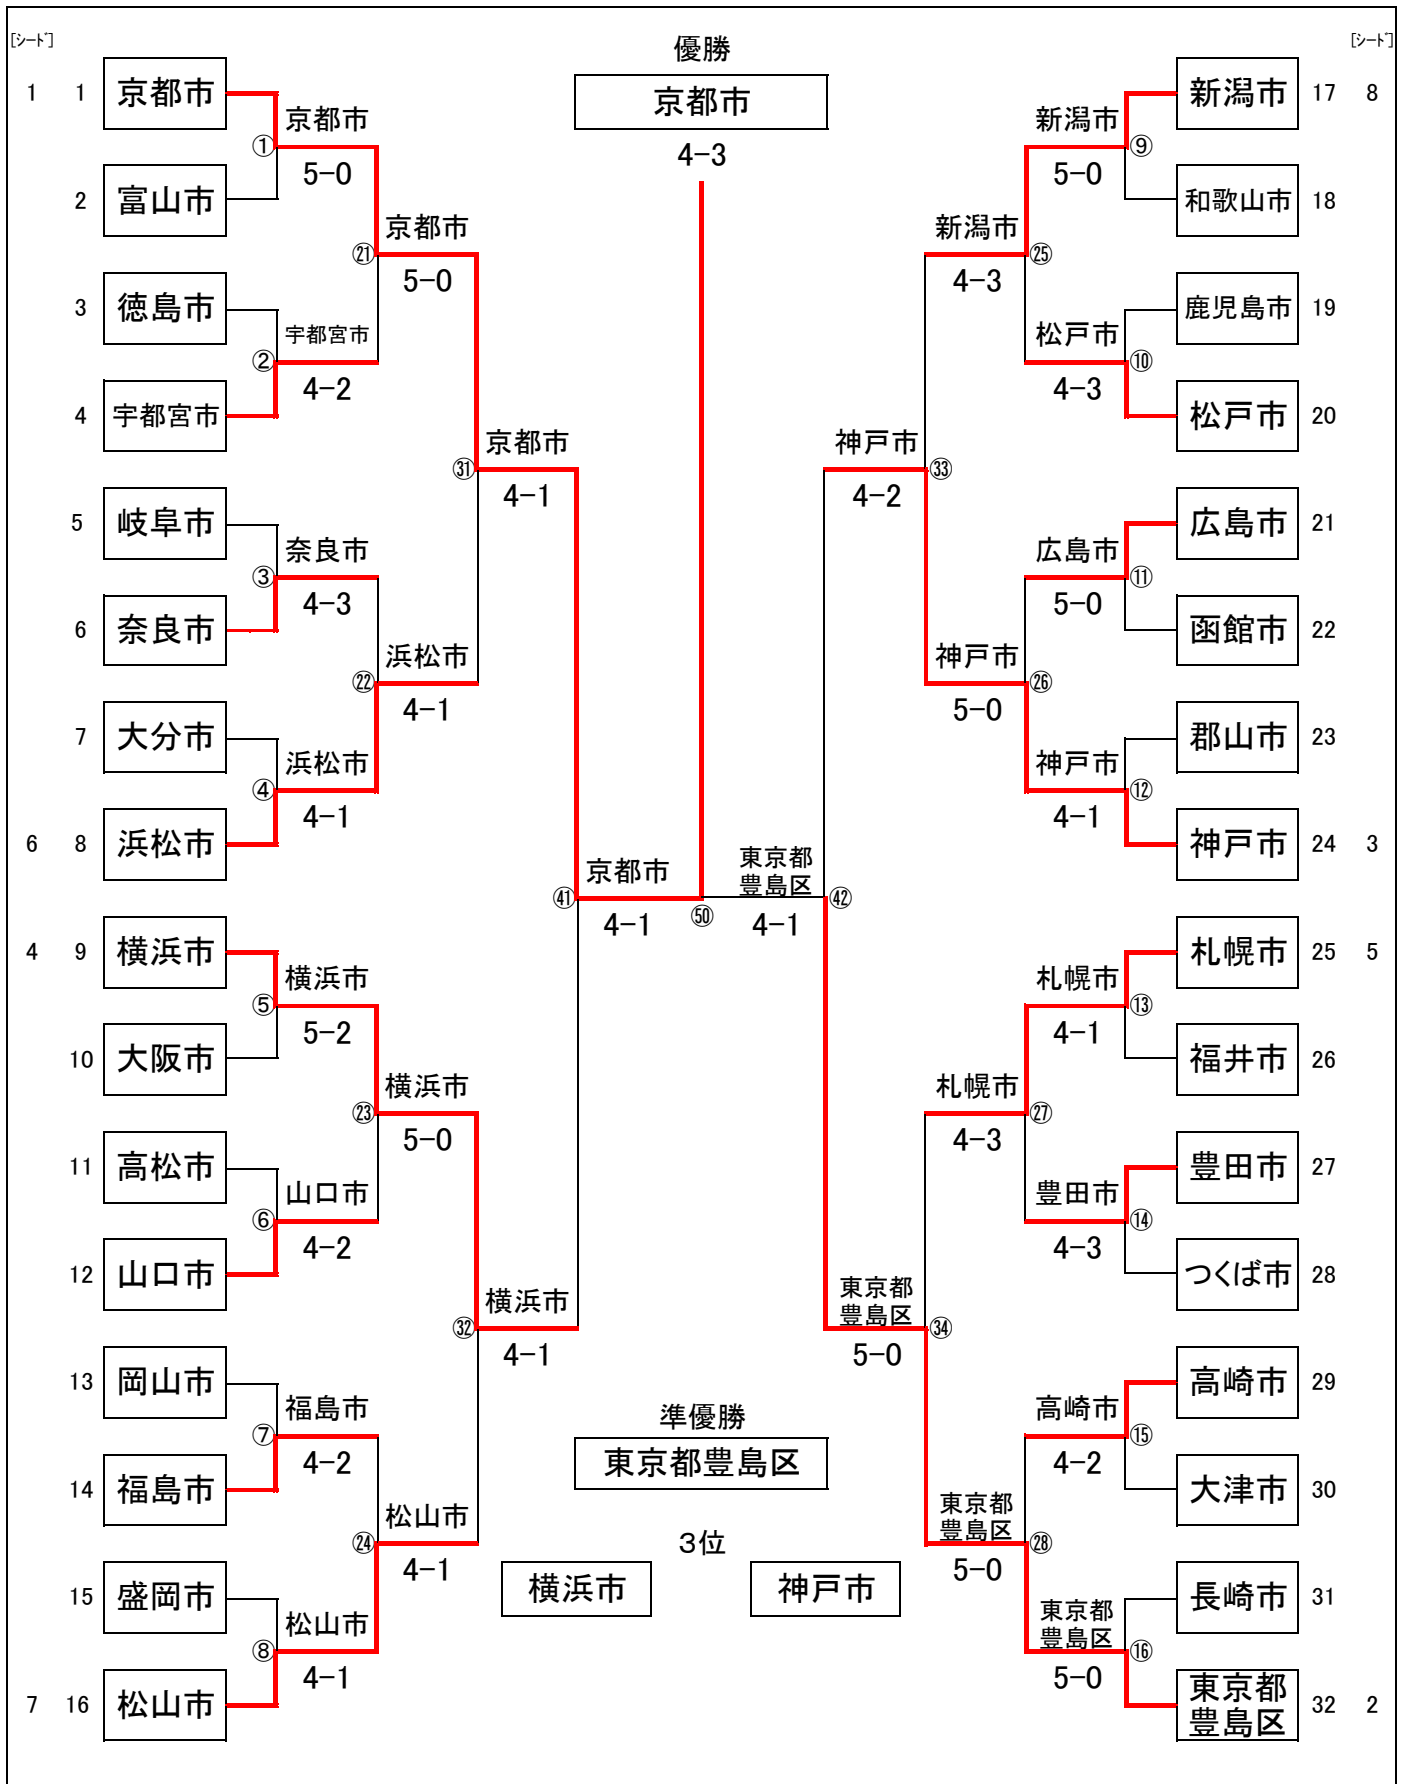 [シード]
[シード]
優勝
京都市
4-3
1 1 京都市
2 富山市
3 徳島市
4 宇都宮市
5 岐阜市
6 奈良市
7 大分市
6 8 浜松市
4 9 横浜市
10 大阪市
11 高松市
12 山口市
13 岡山市
14 福島市
15 盛岡市
7 16 松山市
京都市
① 5-0
宇都宮市
② 4-2
奈良市
③ 4-3
浜松市
④ 4-1
横浜市
⑤ 5-2
山口市
⑥ 4-2
福島市
⑦ 4-2
松山市
⑧ 4-1
京都市
㉑ 5-0
浜松市
㉒ 4-1
横浜市
㉓ 5-0
松山市
㉔ 4-1
京都市
㉛ 4-1
横浜市
㉜ 4-1
京都市
㊶ 4-1
㊿
東京都
豊島区
4-1 ㊷
神戸市
4-2 ㉝
東京都
豊島区
5-0 ㉞
新潟市
4-3 ㉕
神戸市
5-0 ㉖
札幌市
4-3 ㉗
東京都
豊島区
5-0 ㉘
新潟市
5-0 ⑨
松戸市
4-3 ⑩
広島市
5-0 ⑪
神戸市
4-1 ⑫
札幌市
4-1 ⑬
豊田市
4-3 ⑭
高崎市
4-2 ⑮
東京都
豊島区
5-0 ⑯
新潟市 17 8
和歌山市 18
鹿児島市 19
松戸市 20
広島市 21
函館市 22
郡山市 23
神戸市 24 3
札幌市 25 5
福井市 26
豊田市 27
つくば市 28
高崎市 29
大津市 30
長崎市 31
東京都
豊島区 32 2
準優勝
東京都豊島区
3位
横浜市 神戸市